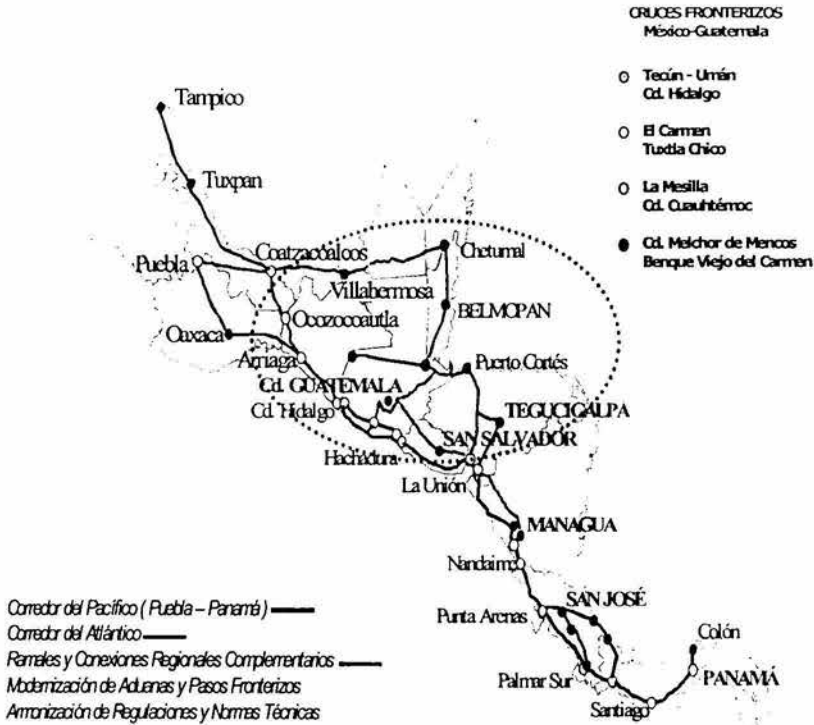 CRUCES FRONTERIZOS
México-Guatemala
Tecún - Umán
Cd. Hidalgo
El Carmen
Tuxtla Chico
La Mesilla
Cd. Cuauhtémoc
Cd. Melchor de Mencos
Benque Viejo del Carmen
Tampico
Tuxpan
Puebla
Coatzacoalcos
Chetumal
Villahermosa
Ocozocoautla
BELMOPAN
Oaxaca
Arriaga
Puerto Cortés
Cd. GUATEMALA
Cd. Hidalgo
TEGUCIGALPA
SAN SALVADOR
Hachadura
La Unión
MANAGUA
Nandaime
Punta Arenas
SAN JOSÉ
Colón
Palmar Sur
PANAMÁ
Santiago
Corredor del Pacífico ( Puebla – Panamá )
Corredor del Atlántico
Ramales y Conexiones Regionales Complementarios
Modernización de Aduanas y Pasos Fronterizos
Armonización de Regulaciones y Normas Técnicas